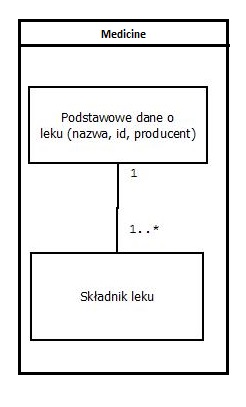 Medicine
Podstawowe dane o
leku (nazwa, id, producent)
1
1..*
Składnik leku